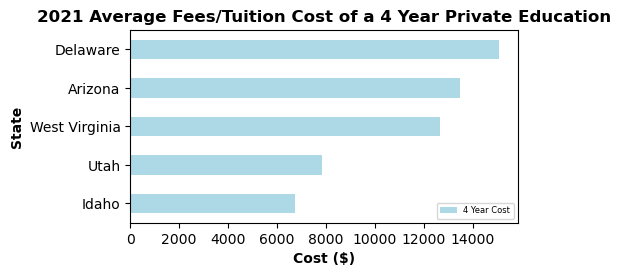 2021 Average Fees/Tuition Cost of a 4 Year Private Education
Delaware
Arizona
West Virginia
Utah
Idaho
State
4 Year Cost
0 2000 4000 6000 8000 10000 12000 14000
Cost ($)